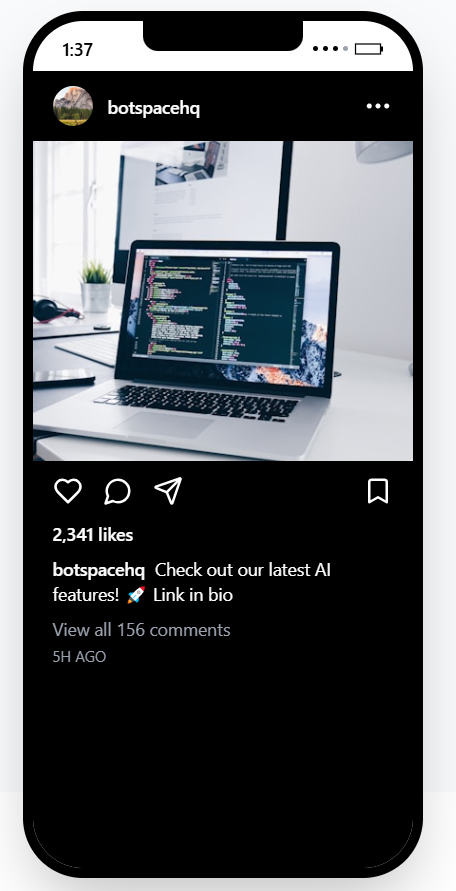 1:37
botspacehq
2,341 likes
botspacehq Check out our latest AI
features! 🚀 Link in bio
View all 156 comments
5H AGO